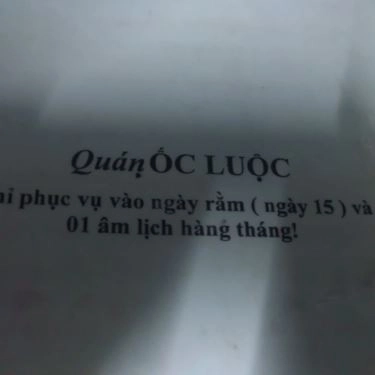 Quán ỐC LUỘC
phục vụ vào ngày rằm ( ngày 15 ) và
01 âm lịch hàng tháng!